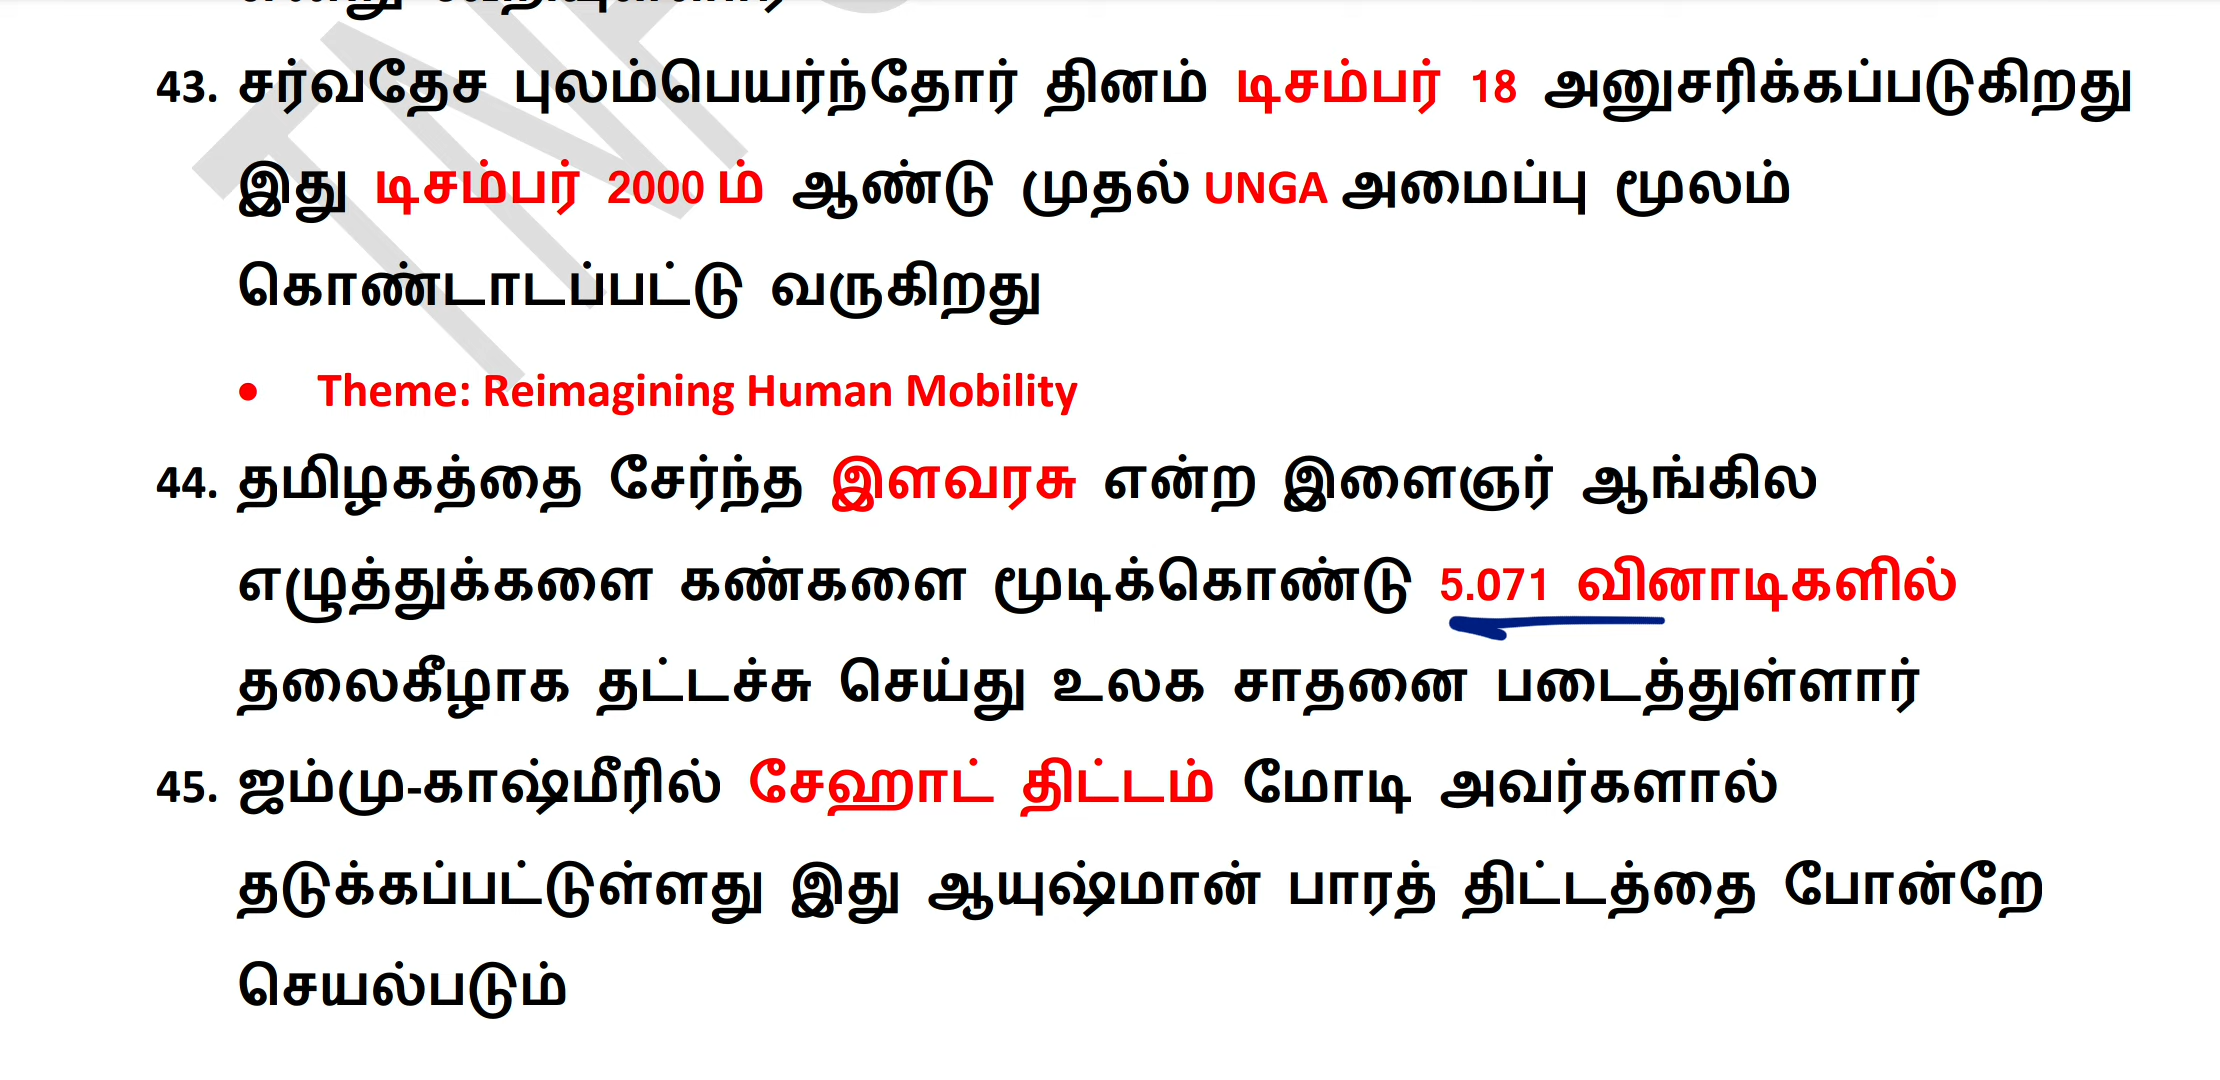 43. சர்வதேச புலம்பெயர்ந்தோர் தினம் டிசம்பர் 18 அனுசரிக்கப்படுகிறது
இது டிசம்பர் 2000 ம் ஆண்டு முதல் UNGA அமைப்பு மூலம்
கொண்டாடப்பட்டு வருகிறது
• Theme: Reimagining Human Mobility
44. தமிழகத்தை சேர்ந்த இளவரசு என்ற இளைஞர் ஆங்கில
எழுத்துக்களை கண்களை மூடிக்கொண்டு 5.071 வினாடிகளில்
தலைகீழாக தட்டச்சு செய்து உலக சாதனை படைத்துள்ளார்
45. ஜம்மு-காஷ்மீரில் சேஹாட் திட்டம் மோடி அவர்களால்
தடுக்கப்பட்டுள்ளது இது ஆயுஷ்மான் பாரத் திட்டத்தை போன்றே
செயல்படும்